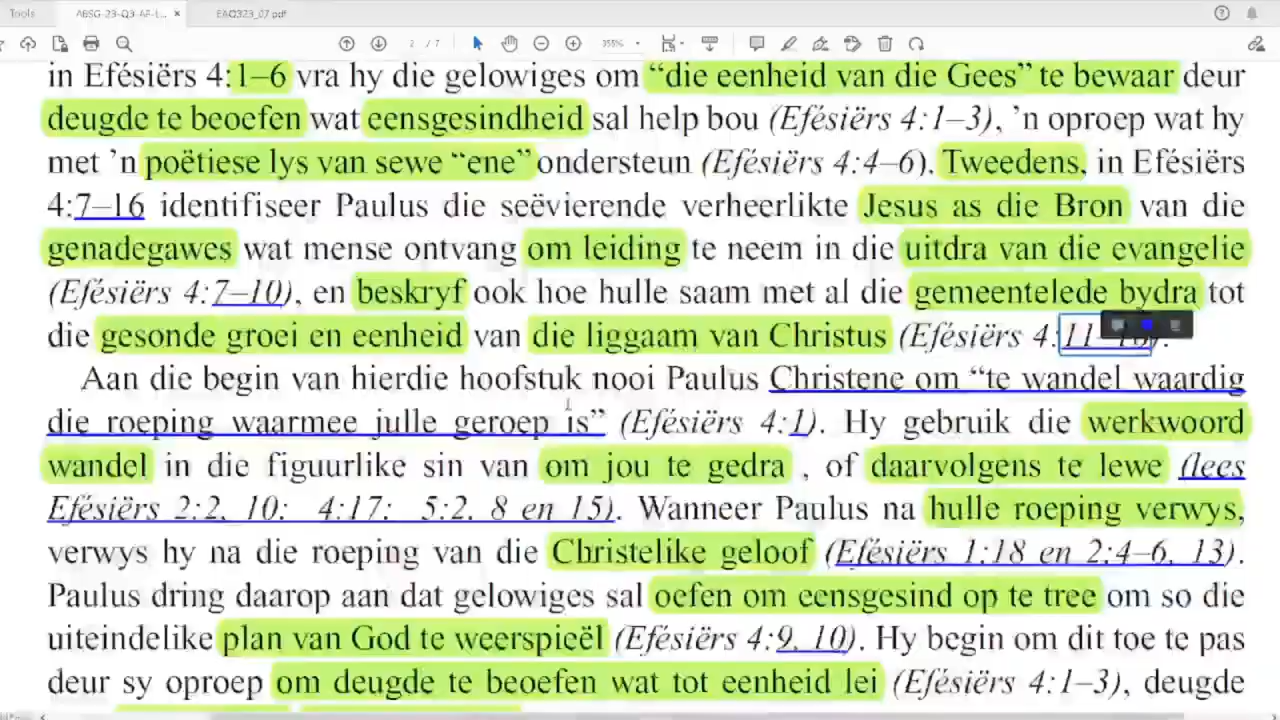 Tools
ABSG-23-Q3-AF-L... ×
EAQ323_07.pdf
2 / 7
355%
in Efésiërs 4:1–6 vra hy die gelowiges om “die eenheid van die Gees” te bewaar deur
deugde te beoefen wat eensgesindheid sal help bou (Efésiërs 4:1–3), ’n oproep wat hy
met ’n poëtiese lys van sewe “ene” ondersteun (Efésiërs 4:4–6). Tweedens, in Efésiërs
4:7–16 identifiseer Paulus die seëvierende verheerlikte Jesus as die Bron van die
genadegawes wat mense ontvang om leiding te neem in die uitdra van die evangelie
(Efésiërs 4:7–10), en beskryf ook hoe hulle saam met al die gemeentelede bydra tot
die gesonde groei en eenheid van die liggaam van Christus (Efésiërs 4:11–16).
Aan die begin van hierdie hoofstuk nooi Paulus Christene om “te wandel waardig
die roeping waarmee julle geroep is” (Efésiërs 4:1). Hy gebruik die werkwoord
wandel in die figuurlike sin van om jou te gedra , of daarvolgens te lewe (lees
Efésiërs 2:2, 10; 4:17; 5:2, 8 en 15). Wanneer Paulus na hulle roeping verwys,
verwys hy na die roeping van die Christelike geloof (Efésiërs 1:18 en 2:4–6, 13).
Paulus dring daarop aan dat gelowiges sal oefen om eensgesind op te tree om so die
uiteindelike plan van God te weerspieël (Efésiërs 4:9, 10). Hy begin om dit toe te pas
deur sy oproep om deugde te beoefen wat tot eenheid lei (Efésiërs 4:1–3), deugde